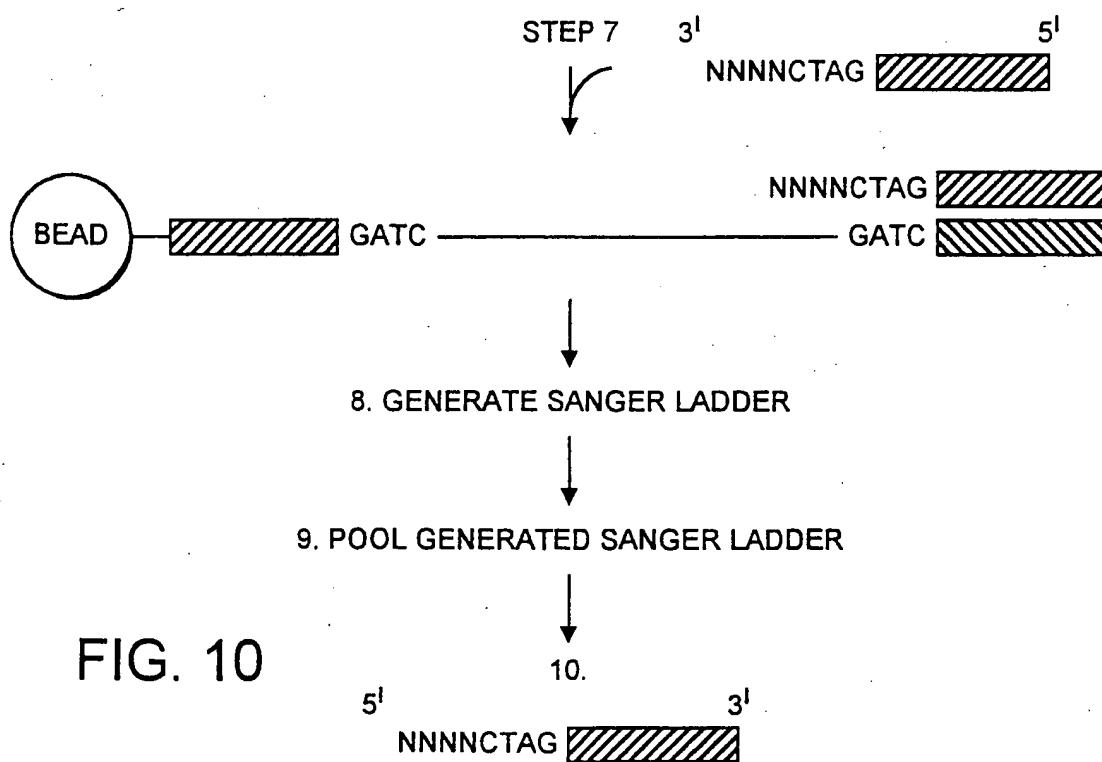 STEP 7 3' 5'
NNNNCTAG
NNNNCTAG
BEAD GATC GATC
8. GENERATE SANGER LADDER
9. POOL GENERATED SANGER LADDER
FIG. 10 10.
5' 3'
NNNNCTAG